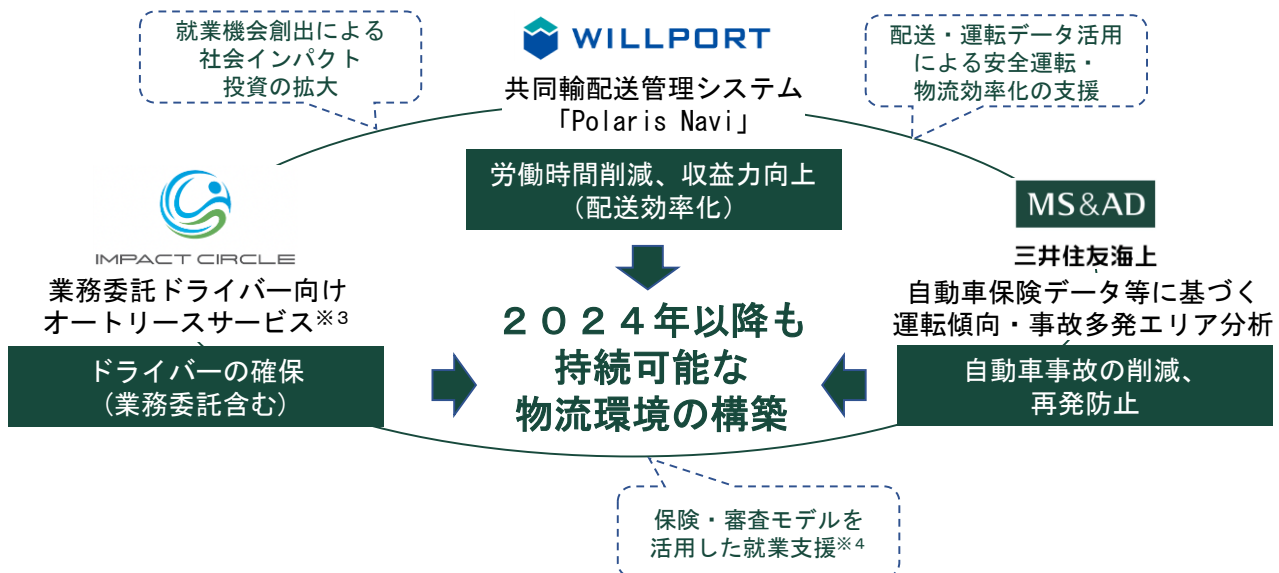 就業機会創出による
社会インパクト
投資の拡大
WILLPORT
共同輸配送管理システム
「Polaris Navi」
配送・運転データ活用
による安全運転・
物流効率化の支援
労働時間削減、収益力向上
（配送効率化）
IMPACT CIRCLE
業務委託ドライバー向け
オートリースサービス※3
ドライバーの確保
（業務委託含む）
２０２４年以降も
持続可能な
物流環境の構築
MS&AD
三井住友海上
自動車保険データ等に基づく
運転傾向・事故多発エリア分析
自動車事故の削減、
再発防止
保険・審査モデルを
活用した就業支援※4